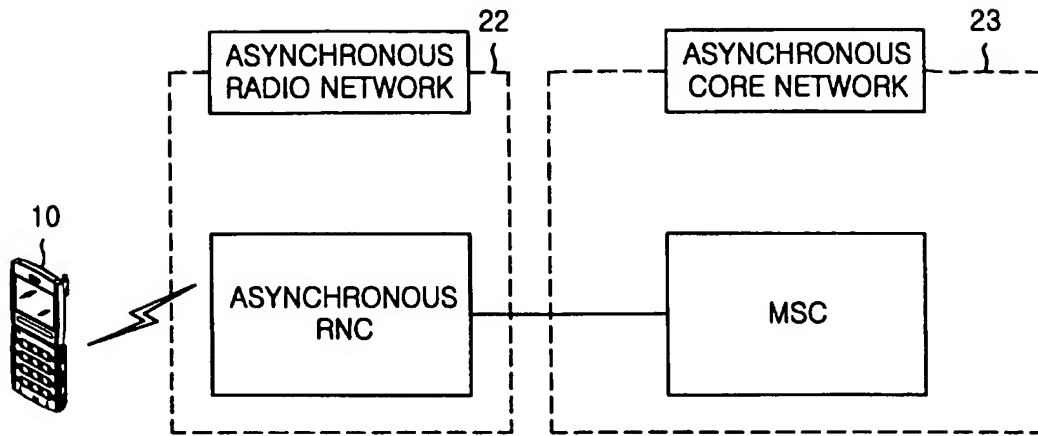 22
23
ASYNCHRONOUS
RADIO NETWORK
ASYNCHRONOUS
CORE NETWORK
10
ASYNCHRONOUS
RNC
MSC